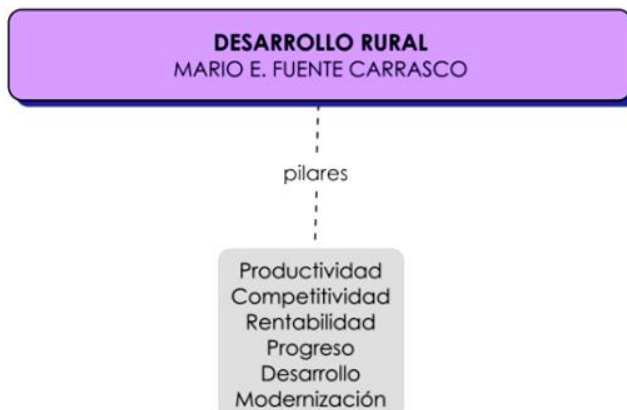 DESARROLLO RURAL
MARIO E. FUENTE CARRASCO
pilares
Productividad
Competitividad
Rentabilidad
Progreso
Desarrollo
Modernización